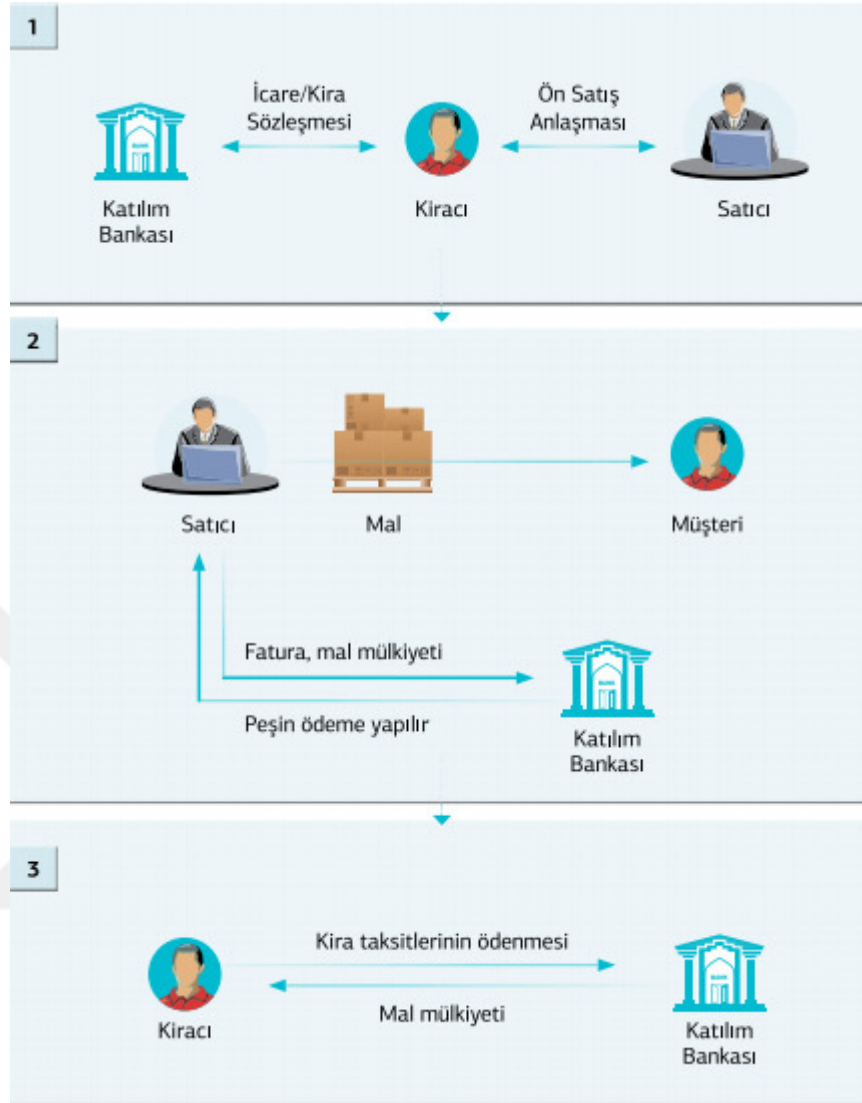 1
İcare/Kira
Sözleşmesi
Ön Satış
Anlaşması
Katılım
Bankası
Kiracı
Satıcı
2
Satıcı
Mal
Müşteri
Fatura, mal mülkiyeti
Peşin ödeme yapılır
Katılım
Bankası
3
Kira taksitlerinin ödenmesi
Mal mülkiyeti
Kiracı
Katılım
Bankası